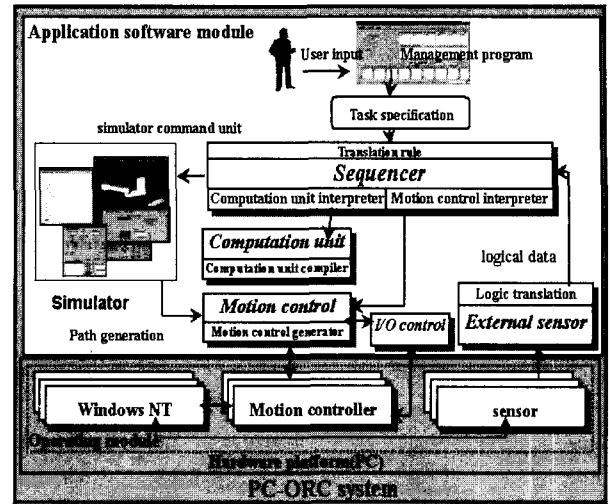 Application software module
User input
Management program
Task specification
simulator command unit
Translation rule
Sequencer
Computation unit interpreter
Motion control interpreter
Computation unit
Computation unit compiler
logical data
Simulator
Motion control
Motion control generator
I/O control
Logic translation
External sensor
Path generation
Windows NT
Motion controller
sensor
Operating module
Hardware platform(PC)
PC-ORC system